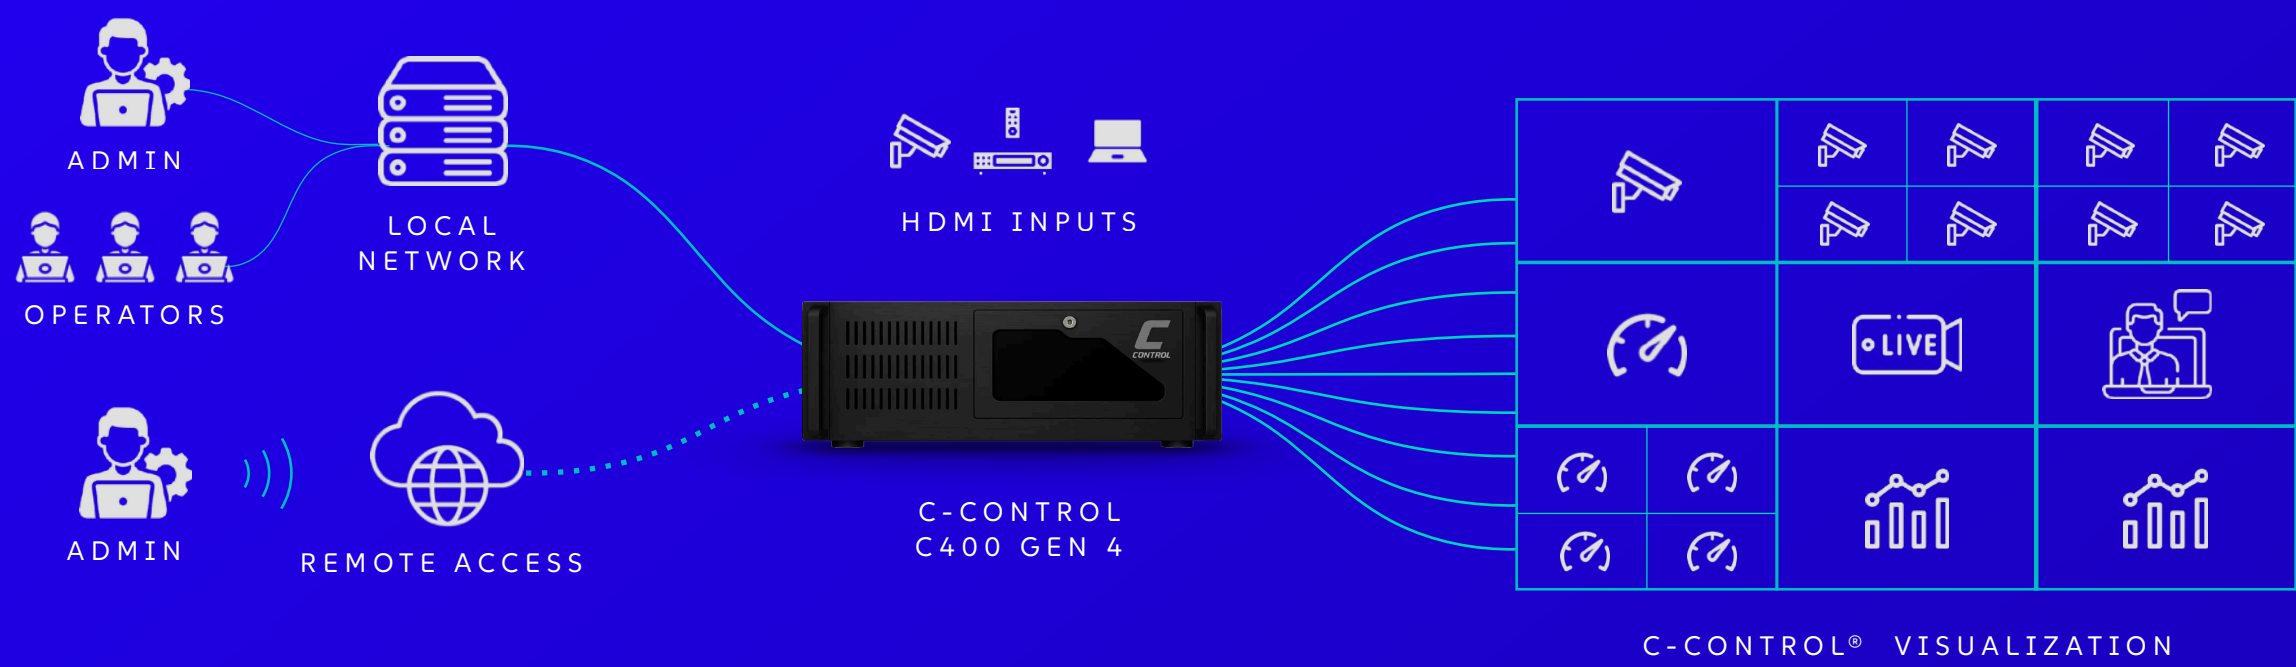 ADMIN
OPERATORS
LOCAL
NETWORK
ADMIN
REMOTE ACCESS
HDMI INPUTS
C
CONTROL
C-CONTROL
C400 GEN 4
LIVE
C-CONTROL® VISUALIZATION